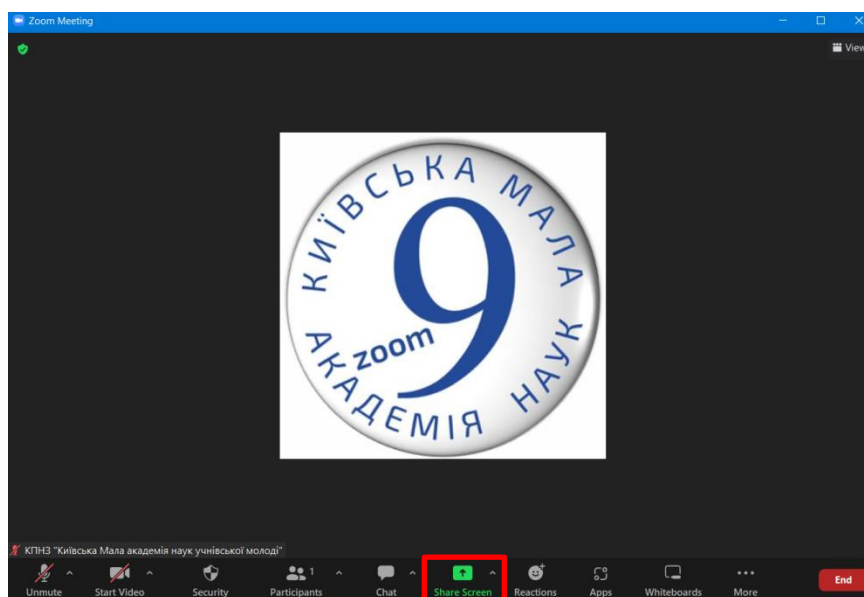 Zoom Meeting
View
КИЇВСЬКА МАЛА
АКАДЕМІЯ НАУК
zoom
9
КПНЗ "Київська Мала академія наук учнівської молоді"
1
Unmute Start Video Security Participants Chat Share Screen Reactions Apps Whiteboards More End